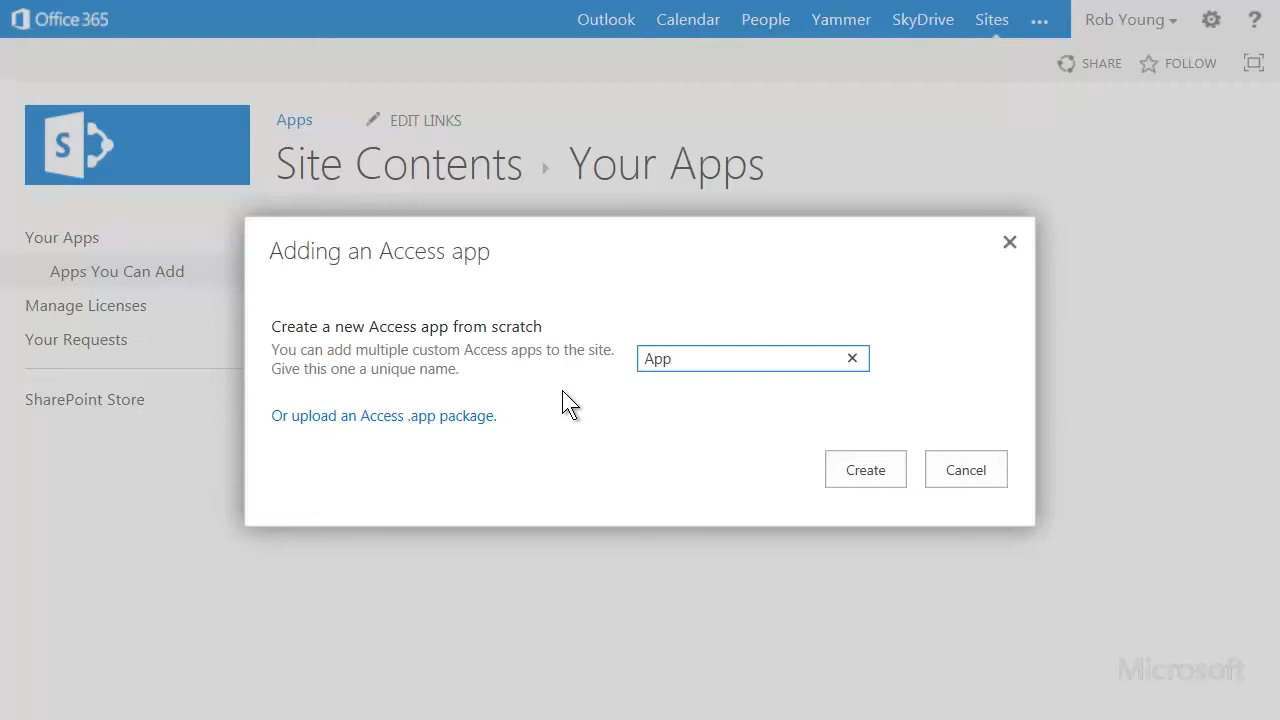 Office 365
Outlook Calendar People Yammer SkyDrive Sites ... Rob Young ?
SHARE FOLLOW
S
Apps EDIT LINKS
Site Contents Your Apps
Your Apps
Apps You Can Add
Manage Licenses
Your Requests
SharePoint Store
Adding an Access app
Create a new Access app from scratch
You can add multiple custom Access apps to the site.
Give this one a unique name.
App
Or upload an Access .app package.
Create Cancel
Microsoft